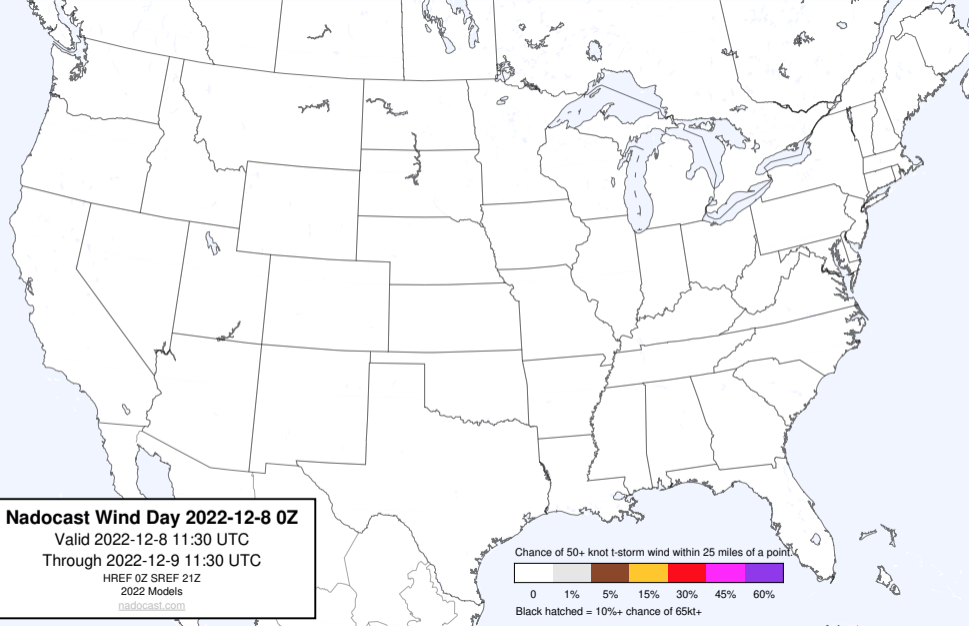 Nadocast Wind Day 2022-12-8 0Z
Valid 2022-12-8 11:30 UTC
Through 2022-12-9 11:30 UTC
HREF 0Z SREF 21Z
2022 Models
nadocast.com
Chance of 50+ knot t-storm wind within 25 miles of a point.
0 1% 5% 15% 30% 45% 60%
Black hatched = 10%+ chance of 65kt+